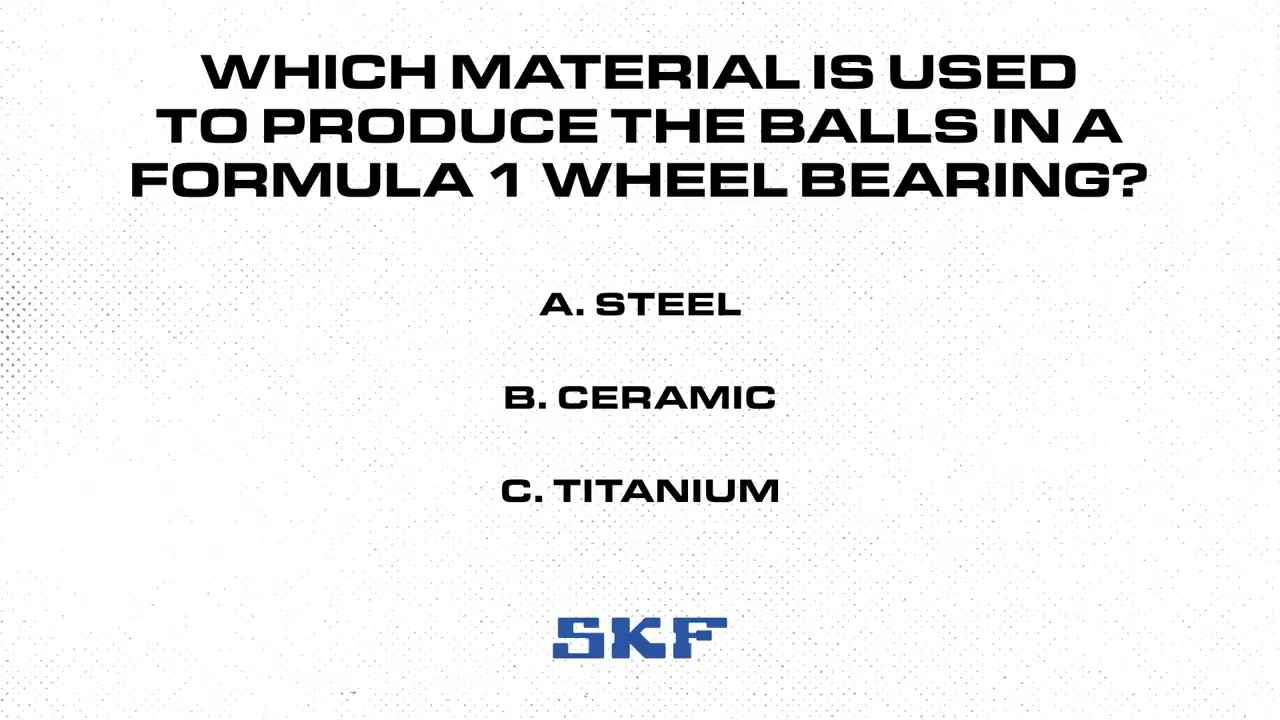 WHICH MATERIAL IS USED
TO PRODUCE THE BALLS IN A
FORMULA 1 WHEEL BEARING?
A. STEEL
B. CERAMIC
C. TITANIUM
SKF